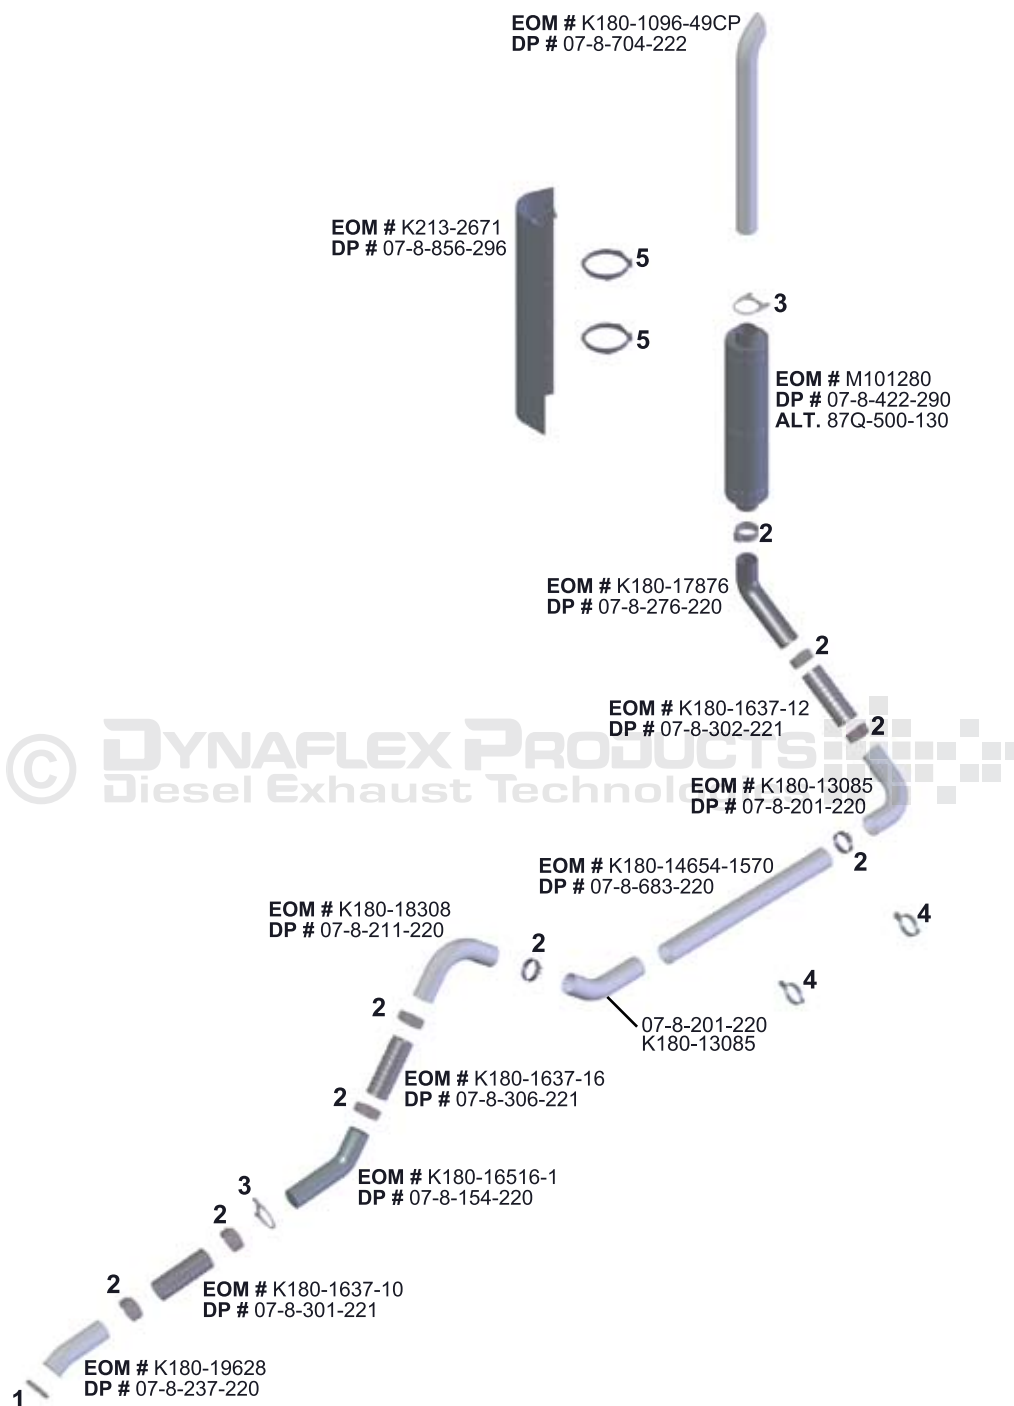 EOM # K180-1096-49CP
DP # 07-8-704-222
EOM # K213-2671
DP # 07-8-856-296
5
3
5
EOM # M101280
DP # 07-8-422-290
ALT. 87Q-500-130
2
EOM # K180-17876
DP # 07-8-276-220
2
EOM # K180-1637-12
DP # 07-8-302-221
2
© DYNAFLEX PRODUCTS
Diesel Exhaust
EOM # K180-13085
DP # 07-8-201-220
2
EOM # K180-14654-1570
DP # 07-8-683-220
EOM # K180-18308
DP # 07-8-211-220
4
2
4
2
07-8-201-220
K180-13085
EOM # K180-1637-16
DP # 07-8-306-221
2
EOM # K180-16516-1
DP # 07-8-154-220
3
2
2
EOM # K180-1637-10
DP # 07-8-301-221
EOM # K180-19628
DP # 07-8-237-220
1